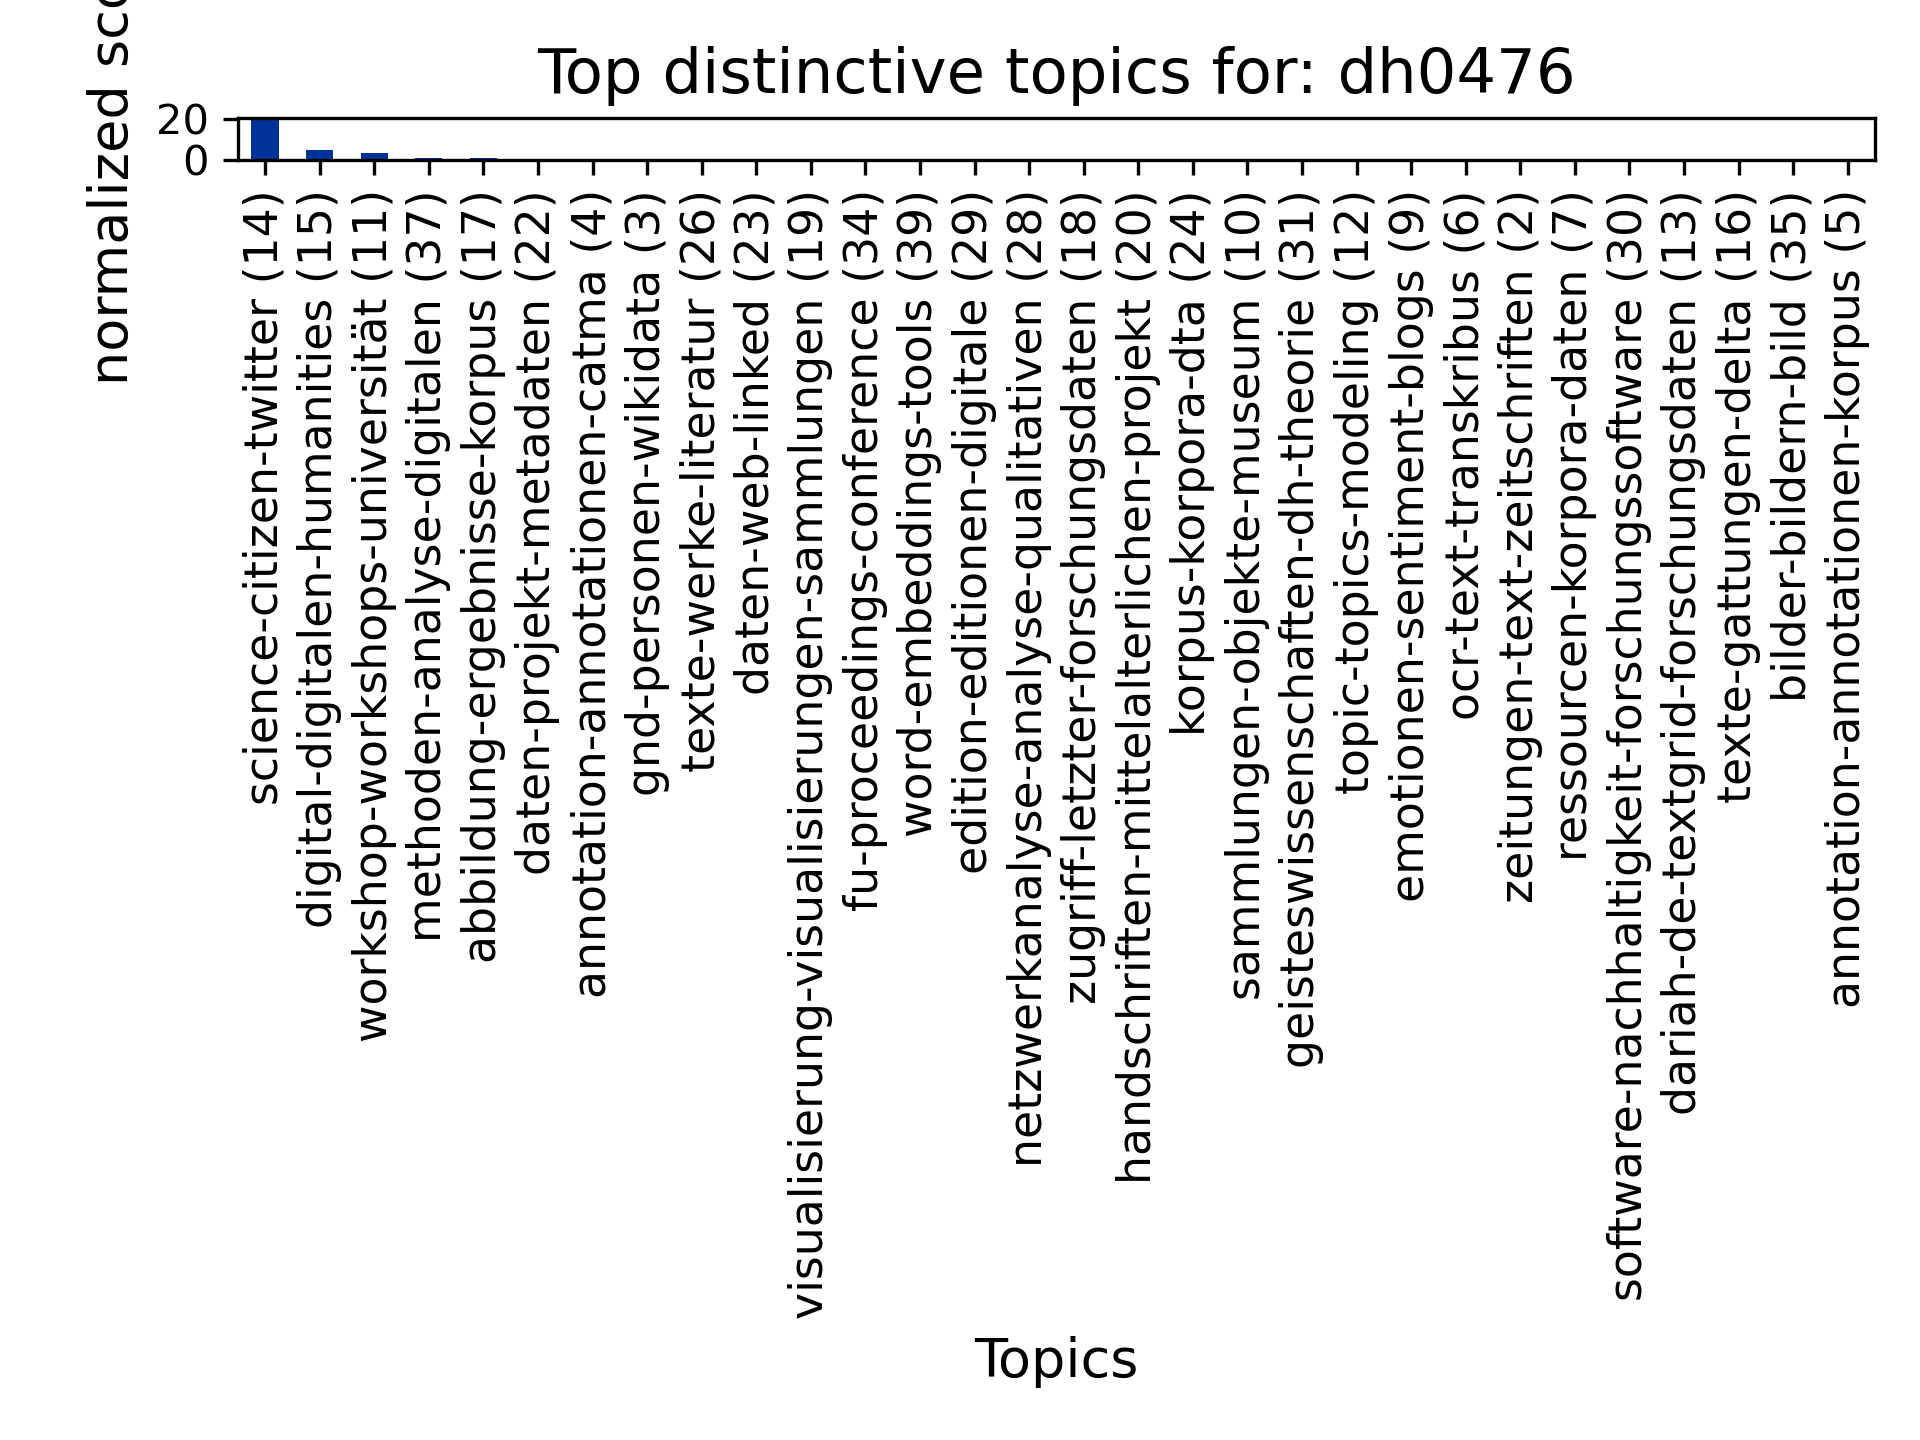 Top distinctive topics for: dh0476
normalized
20
0
science-citizen-twitter (14)
digital-digitalen-humanities (15)
workshop-workshops-universität (11)
methoden-analyse-digitalen (37)
abbildung-ergebnisse-korpus (17)
daten-projekt-metadaten (22)
annotation-annotationen-catma (4)
gnd-personen-wikidata (3)
texte-werke-literatur (26)
daten-web-linked (23)
visualisierung-visualisierungen-sammlungen (19)
fu-proceedings-conference (34)
word-embeddings-tools (39)
edition-editionen-digitale (29)
netzwerkanalyse-analyse-qualitativen (28)
zugriff-letzter-forschungsdaten (18)
handschriften-mittelalterlichen-projekt (20)
korpus-korpora-dta (24)
sammlungen-objekte-museum (10)
geisteswissenschaften-dh-theorie (31)
topic-topics-modeling (12)
emotionen-sentiment-blogs (9)
ocr-text-transkribus (6)
zeitungen-text-zeitschriften (2)
ressourcen-korpora-daten (7)
software-nachhaltigkeit-forschungssoftware (30)
dariah-de-textgrid-forschungsdaten (13)
texte-gattungen-delta (16)
bilder-bildern-bild (35)
annotation-annotationen-korpus (5)
Topics